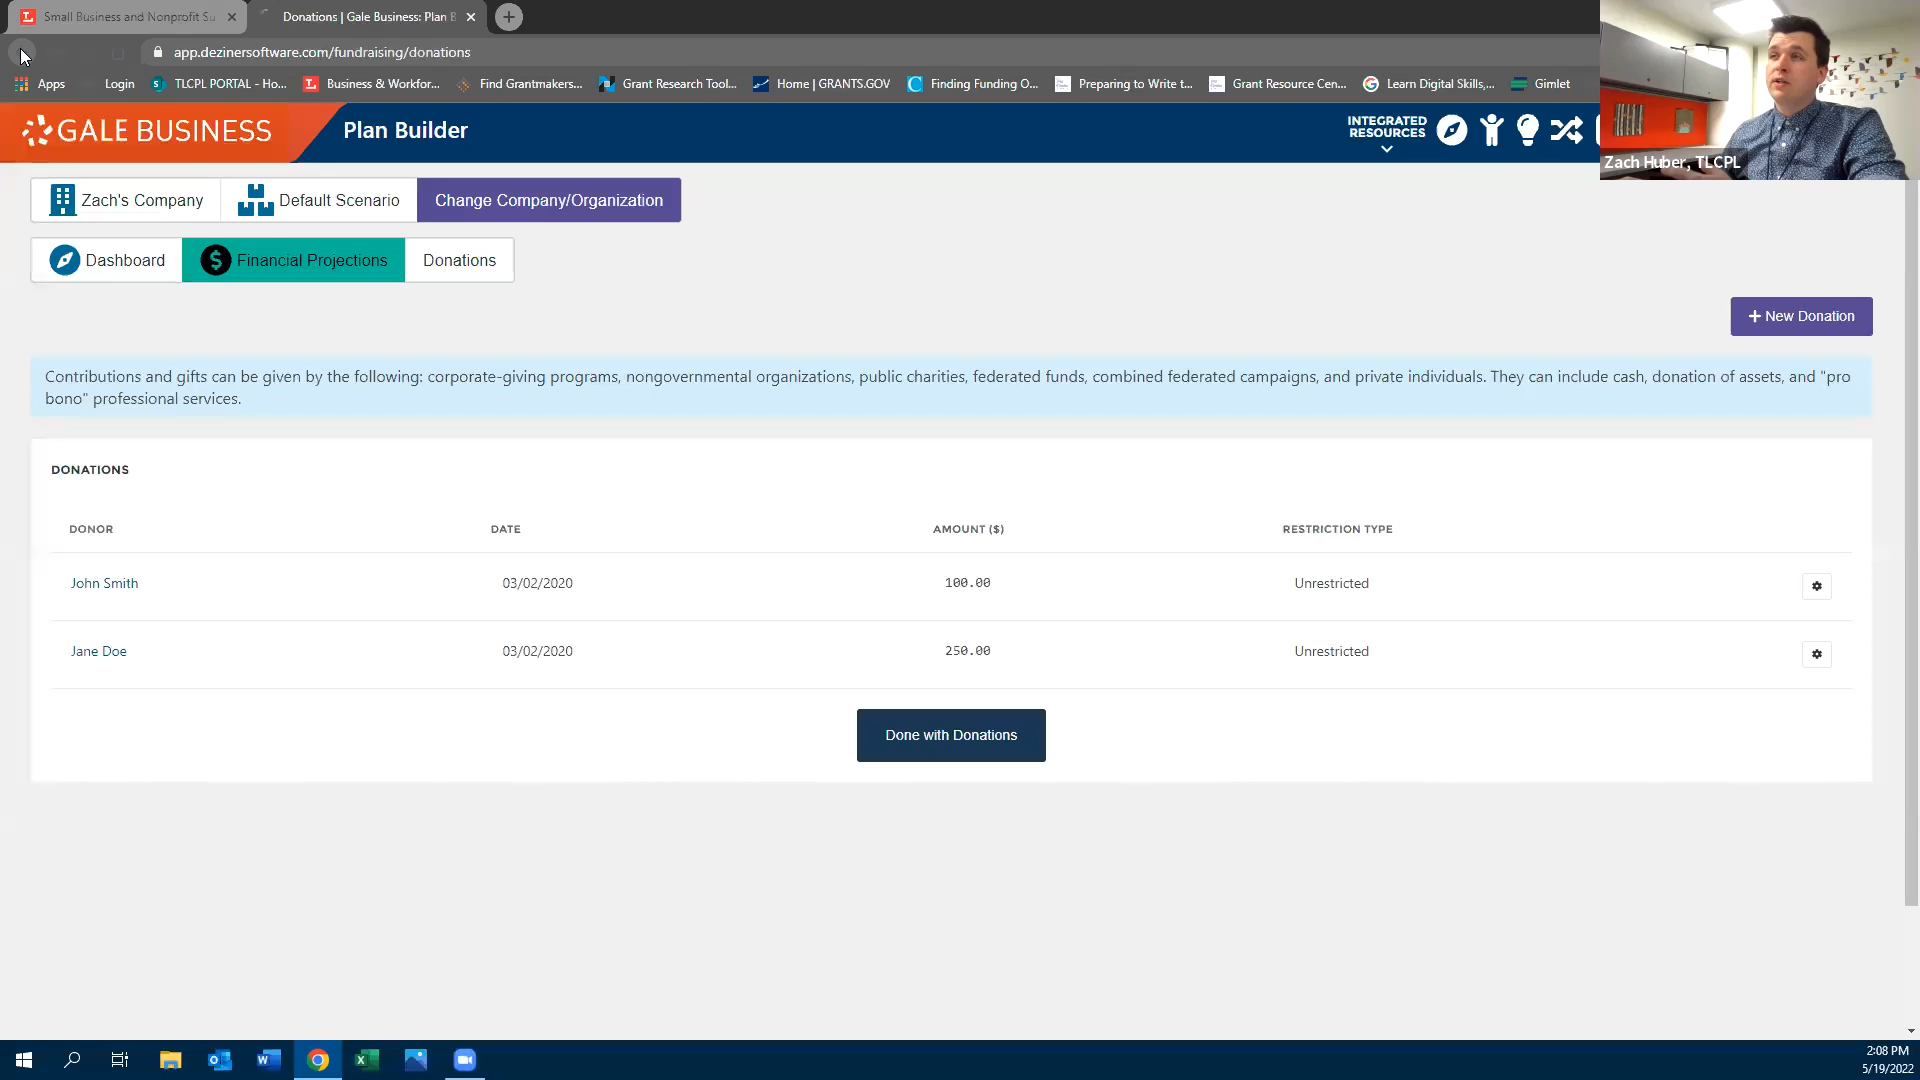 Small Business and Nonprofit Su
Donations | Gale Business: Plan B
app.dezinersoftware.com/fundraising/donations
Apps
Login
TLCPL PORTAL - Ho...
Business & Workfor...
Find Grantmakers...
Grant Research Tool...
Home | GRANTS.GOV
Finding Funding O...
Preparing to Write t...
Grant Resource Cen...
Learn Digital Skills,...
Gimlet
GALE BUSINESS
Plan Builder
INTEGRATED
RESOURCES
Zach Huber, TLCPL
Zach's Company
Default Scenario
Change Company/Organization
Dashboard
Financial Projections
Donations
+ New Donation
Contributions and gifts can be given by the following: corporate-giving programs, nongovernmental organizations, public charities, federated funds, combined federated campaigns, and private individuals. They can include cash, donation of assets, and "pro
bono" professional services.
DONATIONS
DONOR DATE AMOUNT ($) RESTRICTION TYPE
John Smith 03/02/2020 100.00 Unrestricted
Jane Doe 03/02/2020 250.00 Unrestricted
Done with Donations
2:08 PM
5/19/2022